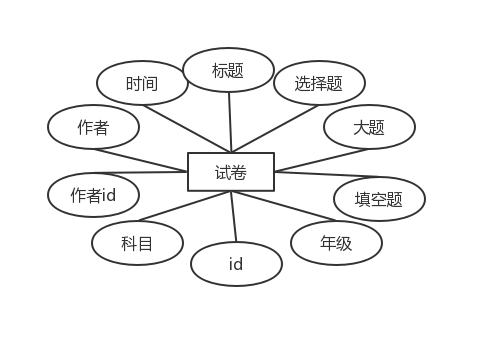 标题
时间
选择题
作者
大题
试卷
作者id
填空题
科目
年级
id